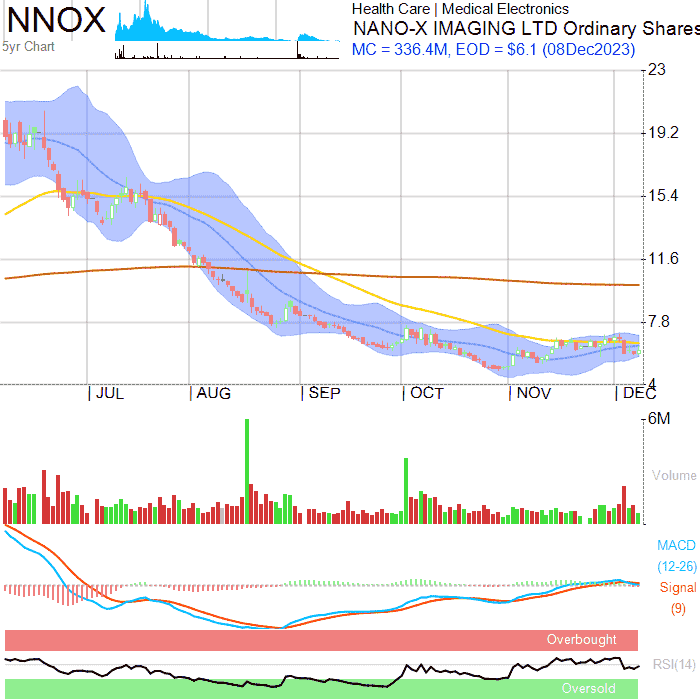 NNOX
5yr Chart
Health Care | Medical Electronics
NANO-X IMAGING LTD Ordinary Shares
MC = 336.4M, EOD = $6.1 (08Dec2023)
23
19.2
15.4
11.6
7.8
4
JUL AUG SEP OCT NOV DEC
6M
Volume
MACD
(12-26)
Signal
(9)
Overbought
RSI(14)
Oversold